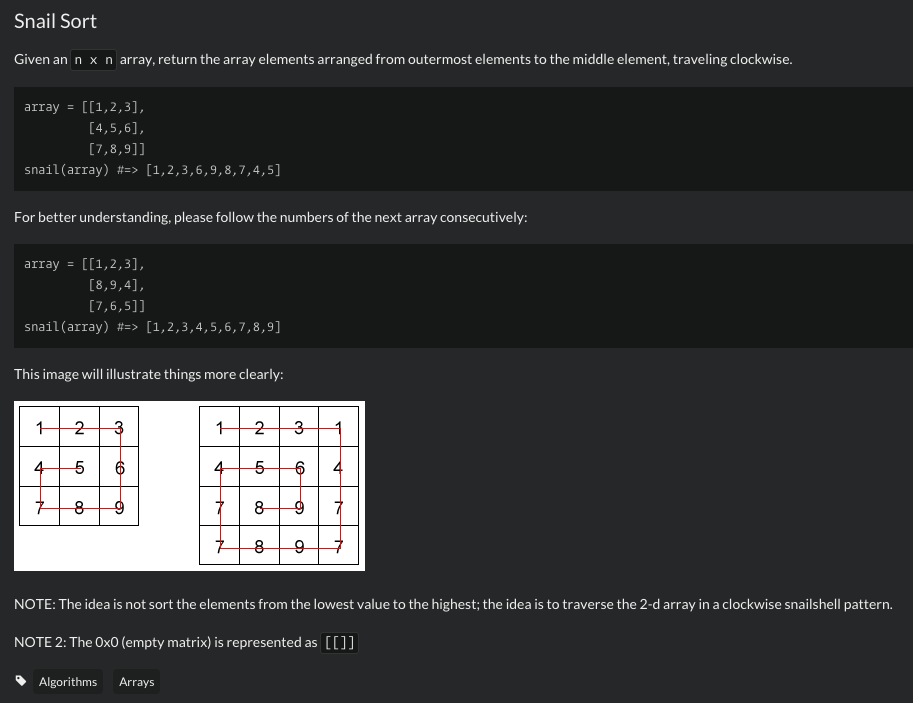 Snail Sort
Given an n x n array, return the array elements arranged from outermost elements to the middle element, traveling clockwise.
array = [[1,2,3],
         [4,5,6],
         [7,8,9]]
snail(array) #=> [1,2,3,6,9,8,7,4,5]
For better understanding, please follow the numbers of the next array consecutively:
array = [[1,2,3],
         [8,9,4],
         [7,6,5]]
snail(array) #=> [1,2,3,4,5,6,7,8,9]
This image will illustrate things more clearly:
1 2 3
4 5 6
7 8 9
1 2 3 1
4 5 6 4
7 8 9 7
7 8 9 7
NOTE: The idea is not sort the elements from the lowest value to the highest; the idea is to traverse the 2-d array in a clockwise snailshell pattern.
NOTE 2: The 0x0 (empty matrix) is represented as [[]]
Algorithms Arrays